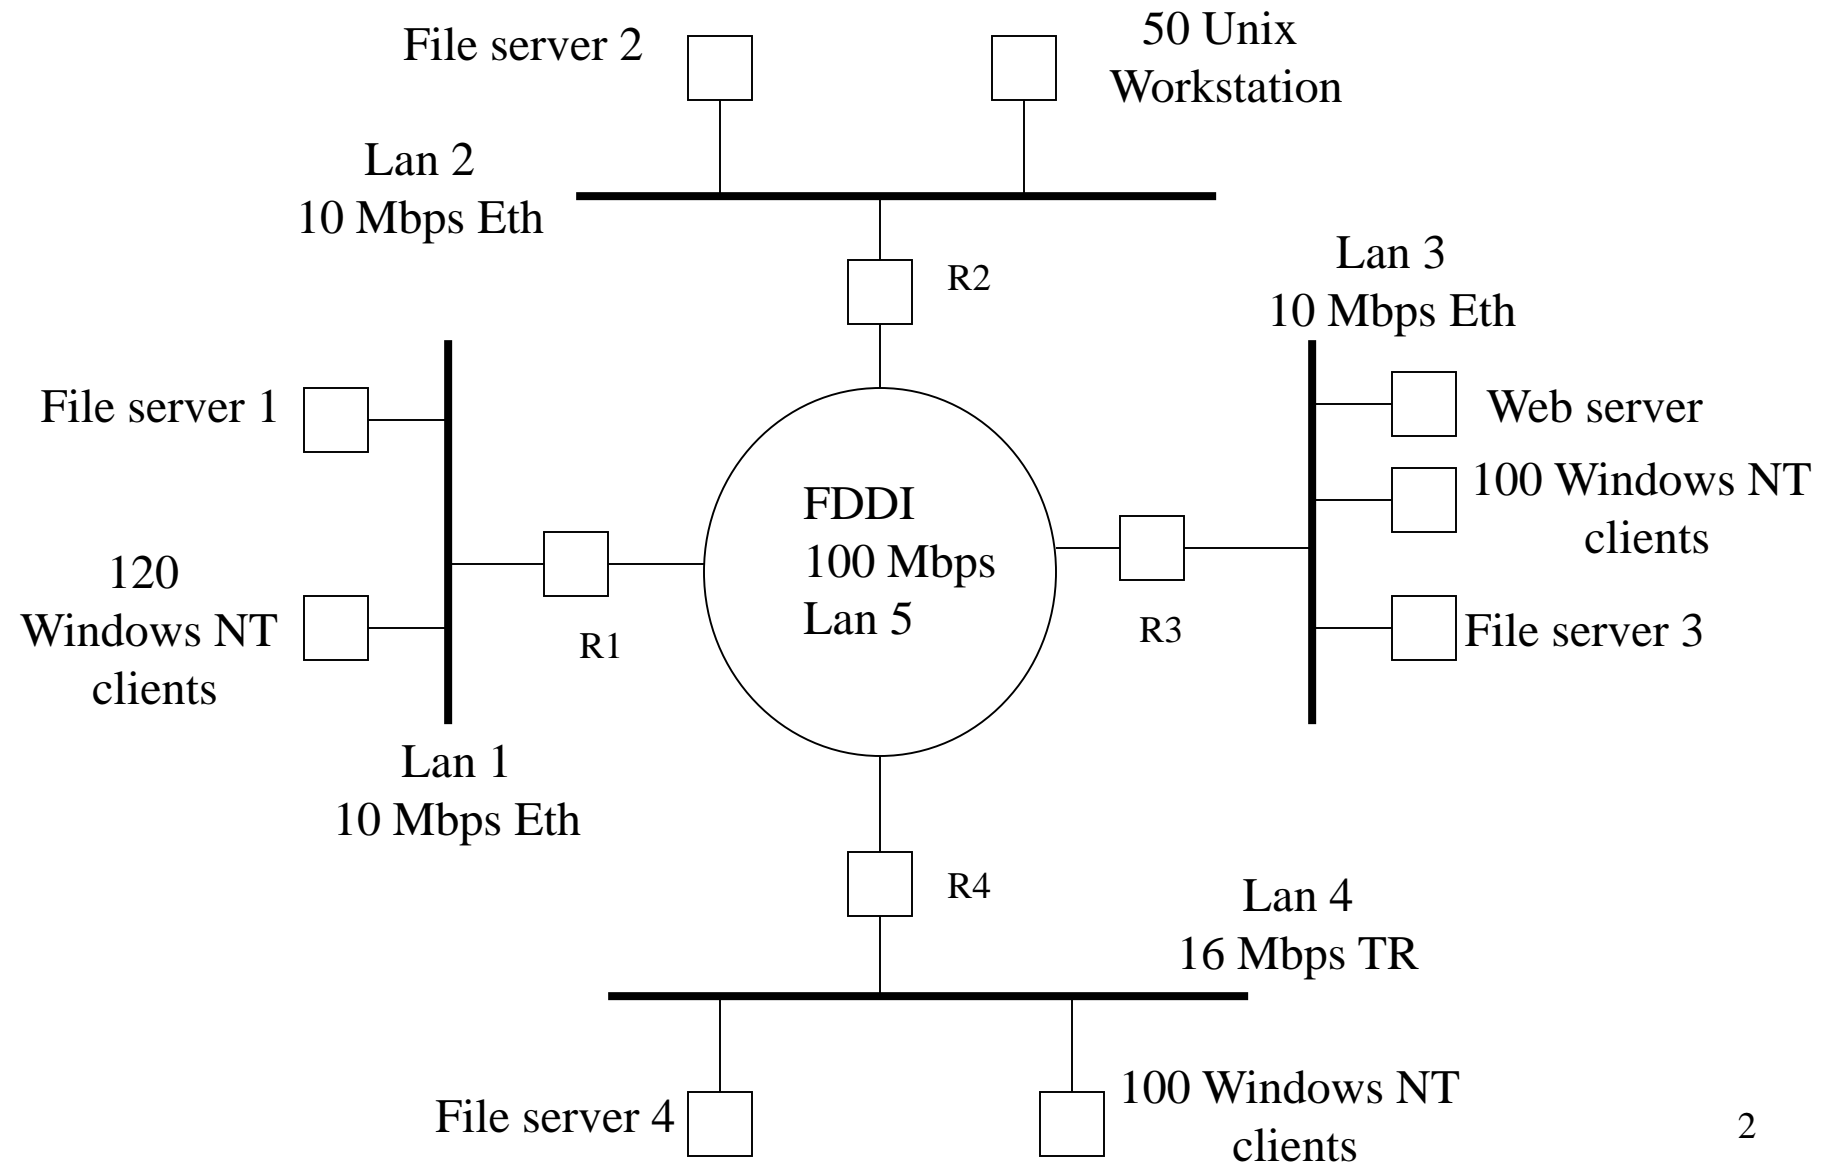 File server 2
50 Unix
Workstation
Lan 2
10 Mbps Eth
R2
Lan 3
10 Mbps Eth
File server 1
Web server
100 Windows NT
clients
FDDI
100 Mbps
Lan 5
120
Windows NT
clients
R1
R3
File server 3
Lan 1
10 Mbps Eth
R4
Lan 4
16 Mbps TR
File server 4
100 Windows NT
clients
2